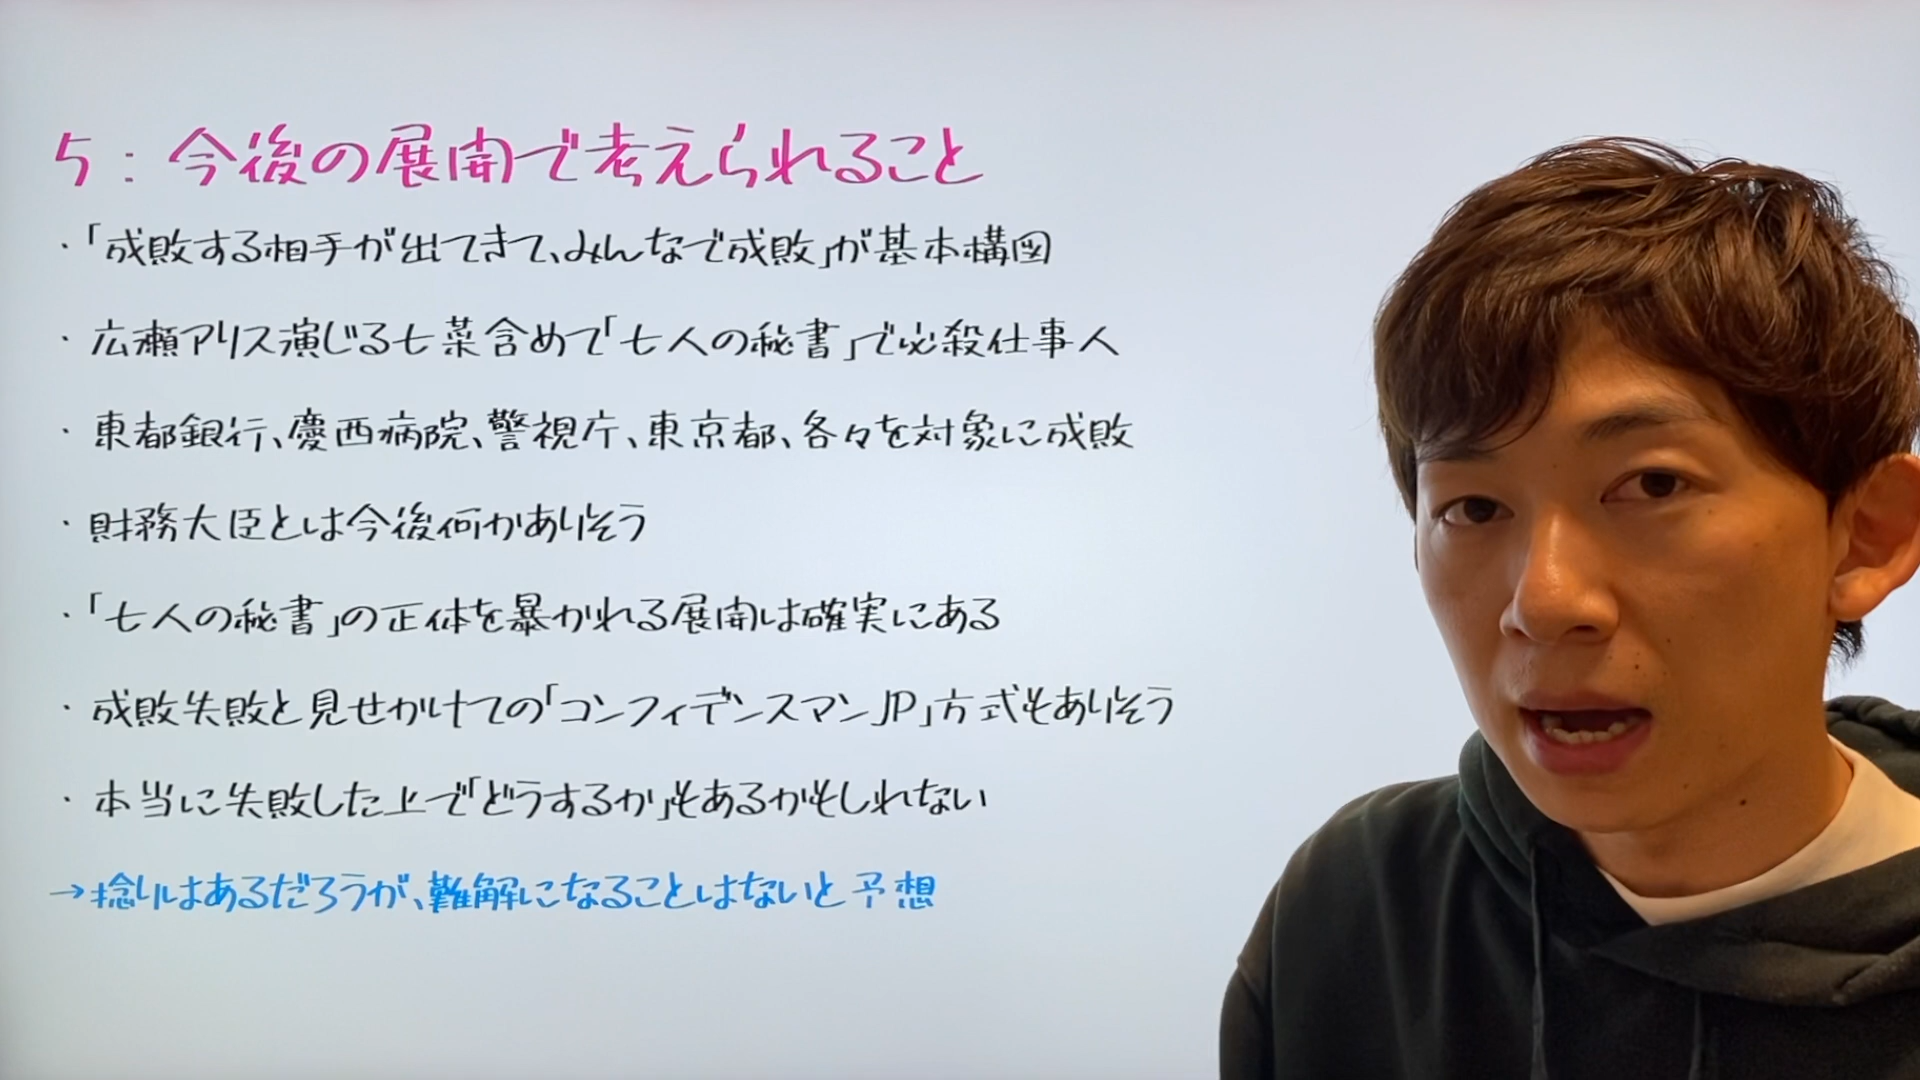 5：今後の展開で考えられること
・「成敗する相手が出てきて、みんなで成敗」が基本構図
・広瀬アリス演じる七菜含めて「七人の秘書」で必殺仕事人
・東都銀行、慶西病院、警視庁、東京都、各々を対象に成敗
・財務大臣とは今後何かありそう
・「七人の秘書」の正体を暴かれる展開は確実にある
・成敗失敗と見せかけての「コンフィデンスマンJP」方式もありそう
・本当に失敗した上で「どうするか」もあるかもしれない
→捻りはあるだろうが、難解になることはないと予想